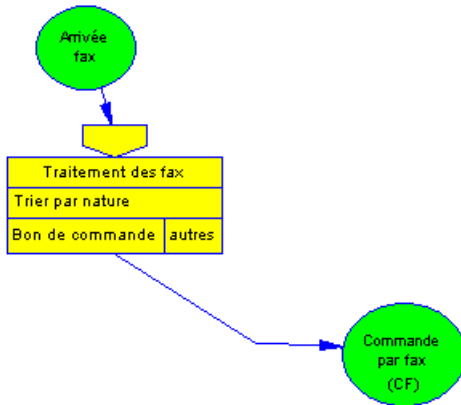 Arrivée
fax
Traitement des fax
Trier par nature
Bon de commande autres
Commande
par fax
(CF)